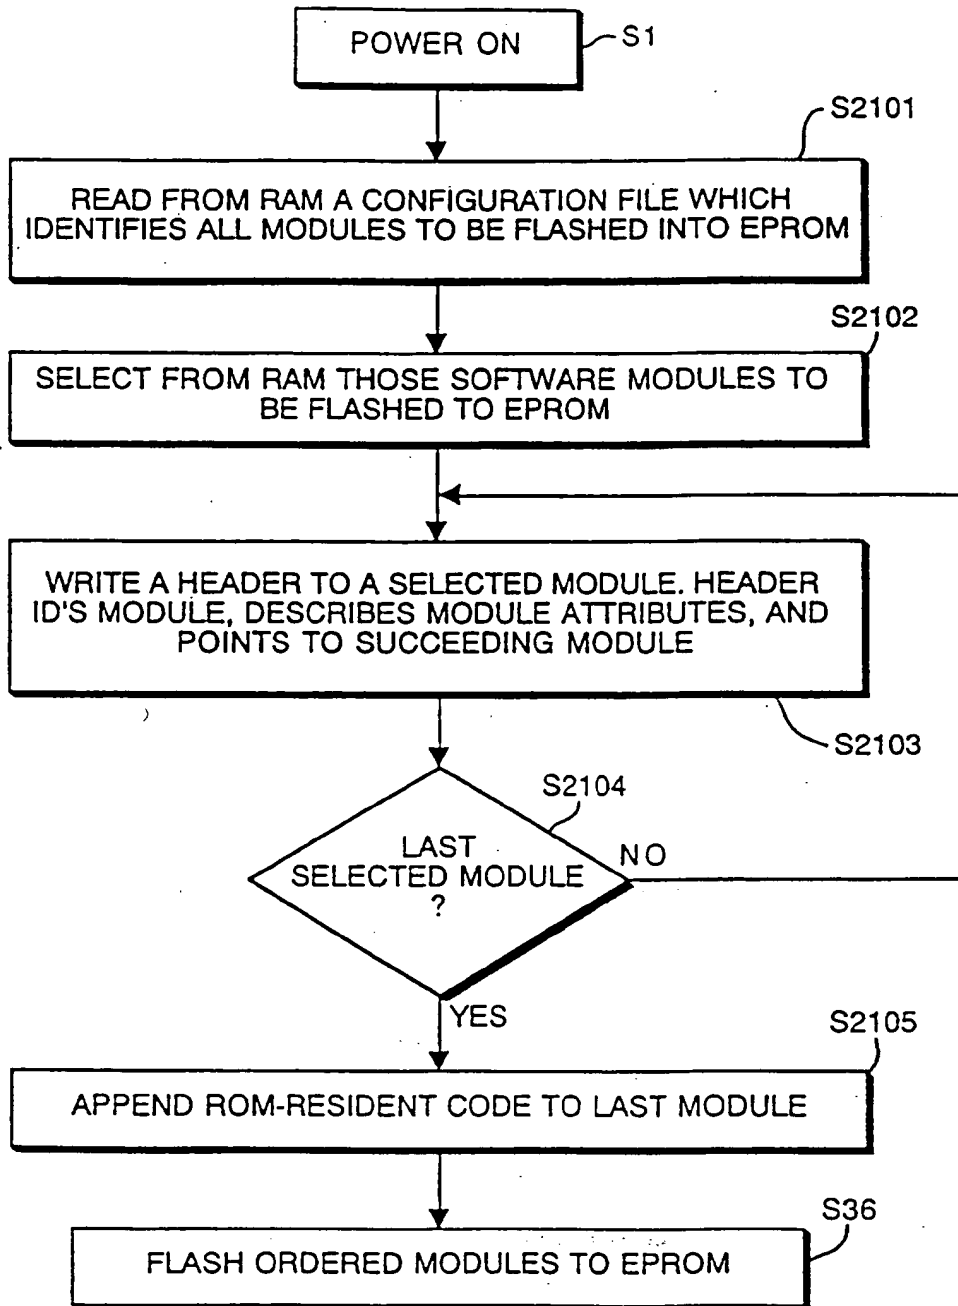 POWER ON
S1
S2101
READ FROM RAM A CONFIGURATION FILE WHICH
IDENTIFIES ALL MODULES TO BE FLASHED INTO EPROM
S2102
SELECT FROM RAM THOSE SOFTWARE MODULES TO
BE FLASHED TO EPROM
WRITE A HEADER TO A SELECTED MODULE. HEADER
ID'S MODULE, DESCRIBES MODULE ATTRIBUTES, AND
POINTS TO SUCCEEDING MODULE
S2103
S2104
LAST
SELECTED MODULE
?
NO
YES
S2105
APPEND ROM-RESIDENT CODE TO LAST MODULE
S36
FLASH ORDERED MODULES TO EPROM